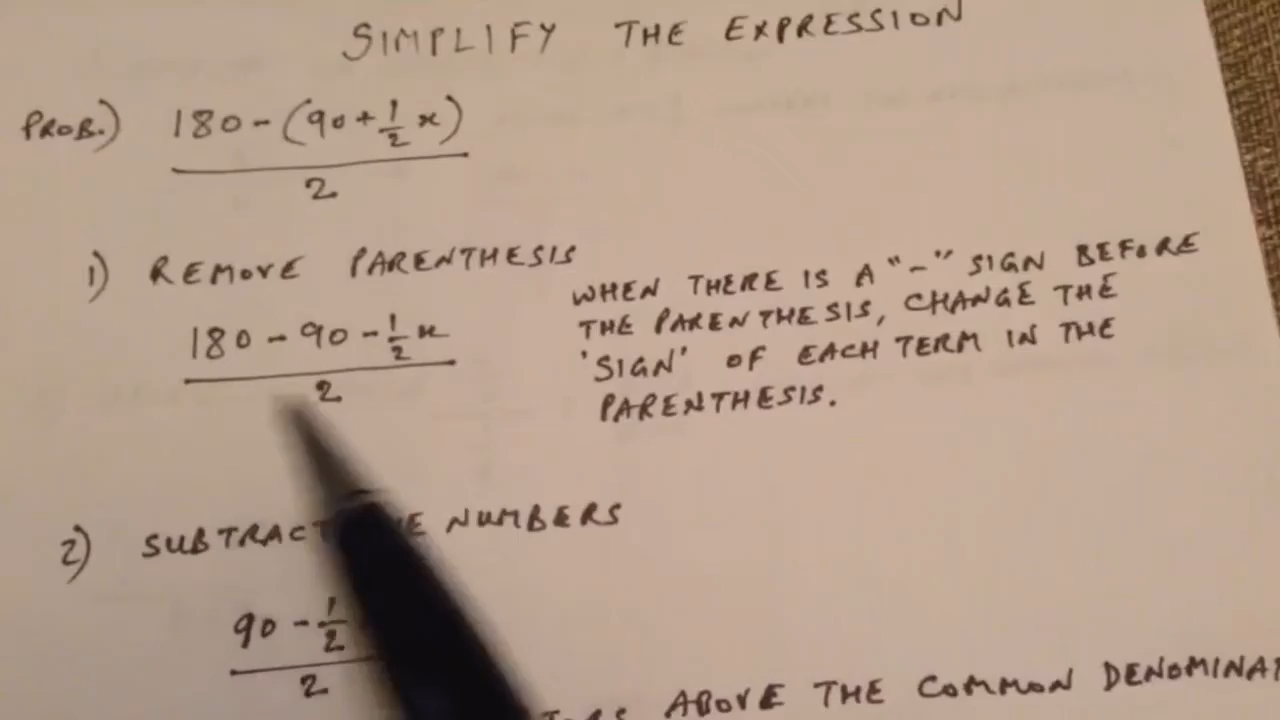 SIMPLIFY THE EXPRESSION
PROB.) 180-(90+1/2 x)
2
1) REMOVE PARENTHESIS
180-90-1/2 x
2
WHEN THERE IS A "-" SIGN BEFORE
THE PARENTHESIS, CHANGE THE
'SIGN' OF EACH TERM IN THE
PARENTHESIS.
2) SUBTRACT NUMBERS
90-1/2
2
ABOVE THE COMMON DENOMINA